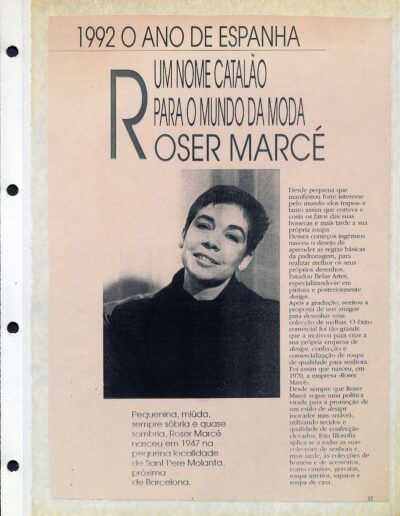 1992 O ANO DE ESPANHA
UM NOME CATALÃO
PARA O MUNDO DA MODA
ROSER MARCÉ
Desde pequena que
manifestou forte interesse
pelo mundo «dos trapos» e
tanto assim que cortava e
cosia os fatos das suas
bonecas e mais tarde a sua
própria roupa.
Desses começos ingénuos
nasceu o desejo de
aprender as regras básicas
da padronagem, para
realizar melhor os seus
próprios desenhos.
Estudou Belas Artes,
especializando-se em
pintura e posteriormente
design.
Após a gradução, aceitou a
proposta de uns amigos
para desenhar uma
colecção de malhas. O êxito
comercial foi tão grande
que a motivou para criar a
sua própria empresa de
design, confecção e
comercialização de roupa
de qualidade para senhora.
Foi assim que nasceu, em
1970, a empresa «Roser
Marcé».
Desde sempre que Roser
Marcé segue uma política
virada para a promoção de
um estilo de design
inovador mas «usável»,
utilizando tecidos e
qualidade de confecção
elevados. Esta filosofia
aplica-se a todas as suas
colecções de senhora e,
mais tarde, às colecções de
homem e de acessórios,
como camisas, gravatas,
roupa interior, sapatos e
roupa de casa.
Pequenina, miúda,
sempre sóbria e quase
sombria, Roser Marcé
nasceu em 1947 na
pequena localidade
de Sant Pere Molanta,
próxima
de Barcelona.